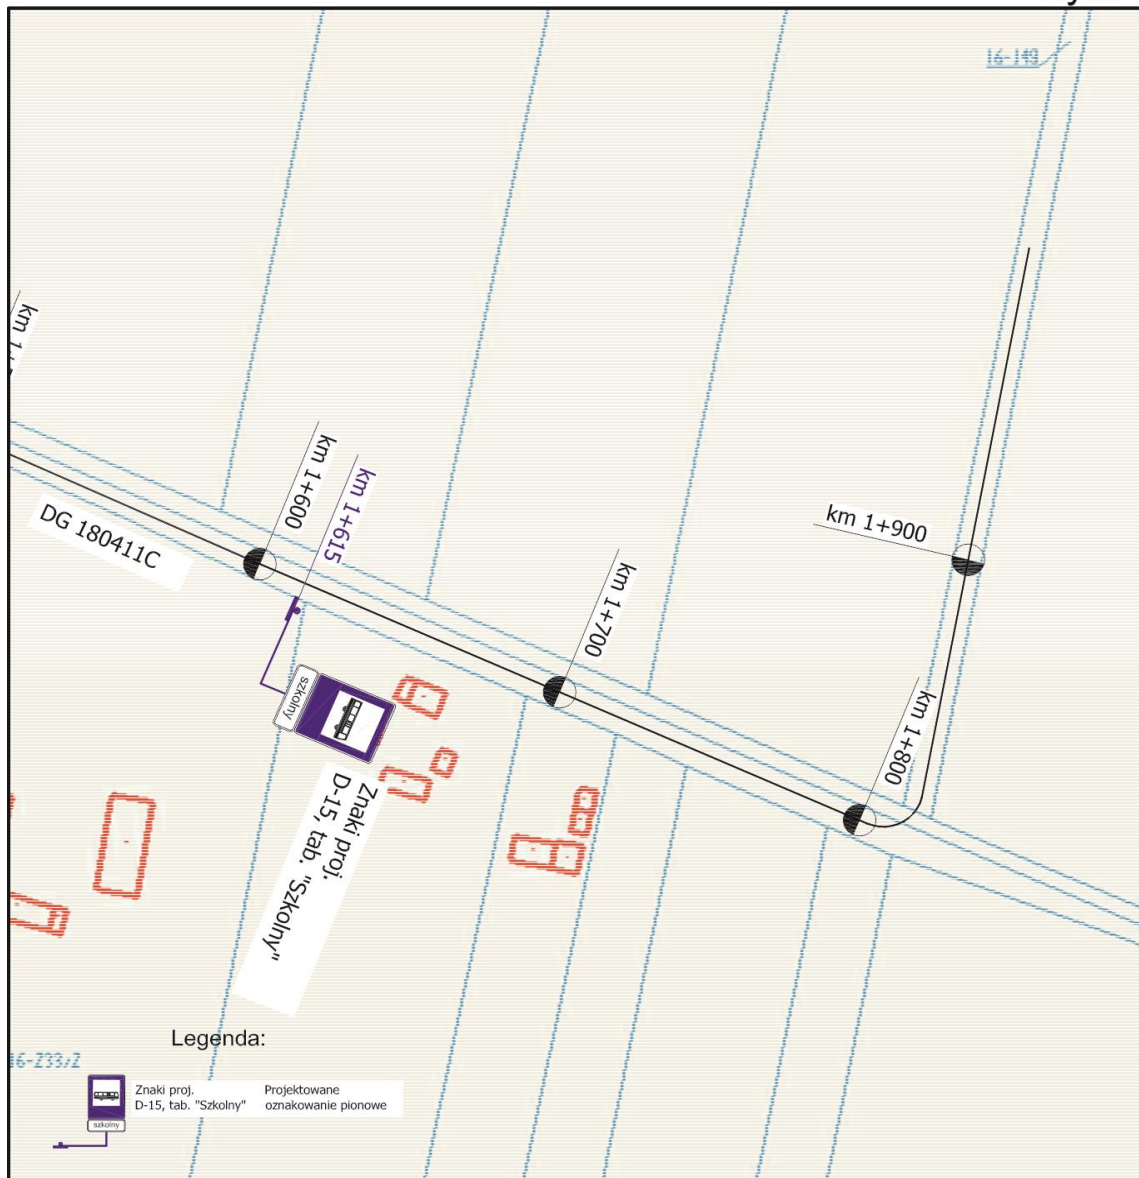 16-149
km 1+600
km 1+615
DG 180411C
km 1+700
km 1+900
km 1+800
szkolny
Znaki proj.
D-15, tab. "Szkolny"
Legenda:
16-233/2
Znaki proj. Projektowane
D-15, tab. "Szkolny" oznakowanie pionowe
szkolny